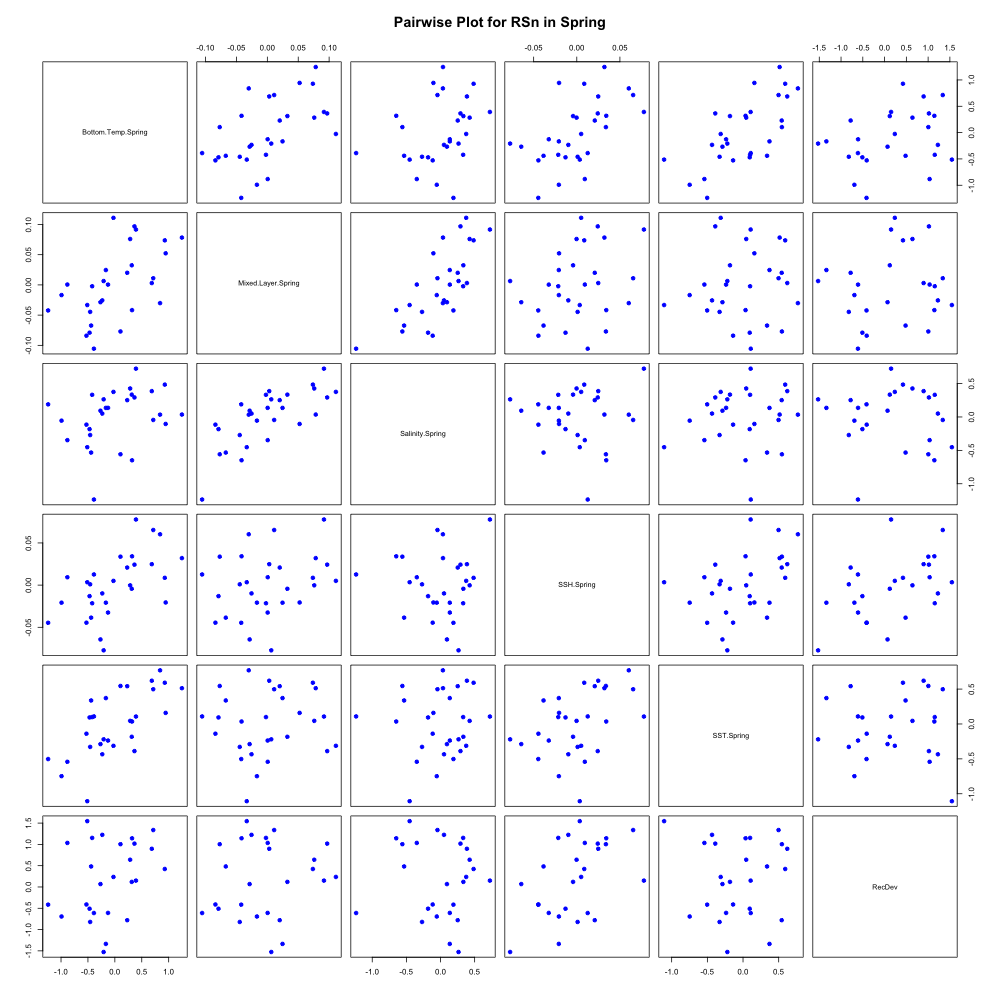 Pairwise Plot for RSn in Spring
-0.10 -0.05 0.00 0.05 0.10
-0.05 0.00 0.05
-1.5 -0.5 0.0 0.5 1.0 1.5
Bottom.Temp.Spring
-1.0 -0.5 0.0 0.5 1.0
-0.10 -0.05 0.00 0.05 0.10
Mixed.Layer.Spring
Salinity.Spring
-1.0 -0.5 0.0 0.5
-0.05 0.00 0.05
SSH.Spring
SST.Spring
-1.0 -0.5 0.0 0.5
-1.5 -0.5 0.0 0.5 1.0 1.5
RecDev
-1.0 -0.5 0.0 0.5 1.0
-1.0 -0.5 0.0 0.5
-1.0 -0.5 0.0 0.5